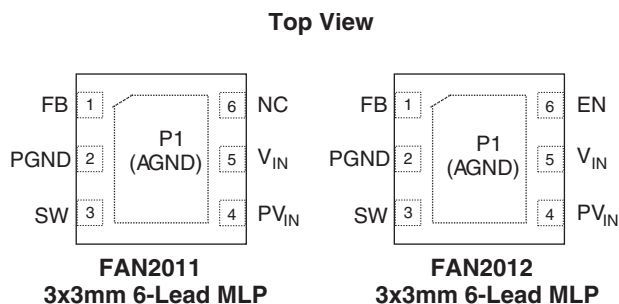 Top View
FB 1 6 NC
P1
(AGND)
PGND 2 5 VIN
SW 3 4 PVIN
FAN2011
3x3mm 6-Lead MLP
FB 1 6 EN
P1
(AGND)
PGND 2 5 VIN
SW 3 4 PVIN
FAN2012
3x3mm 6-Lead MLP